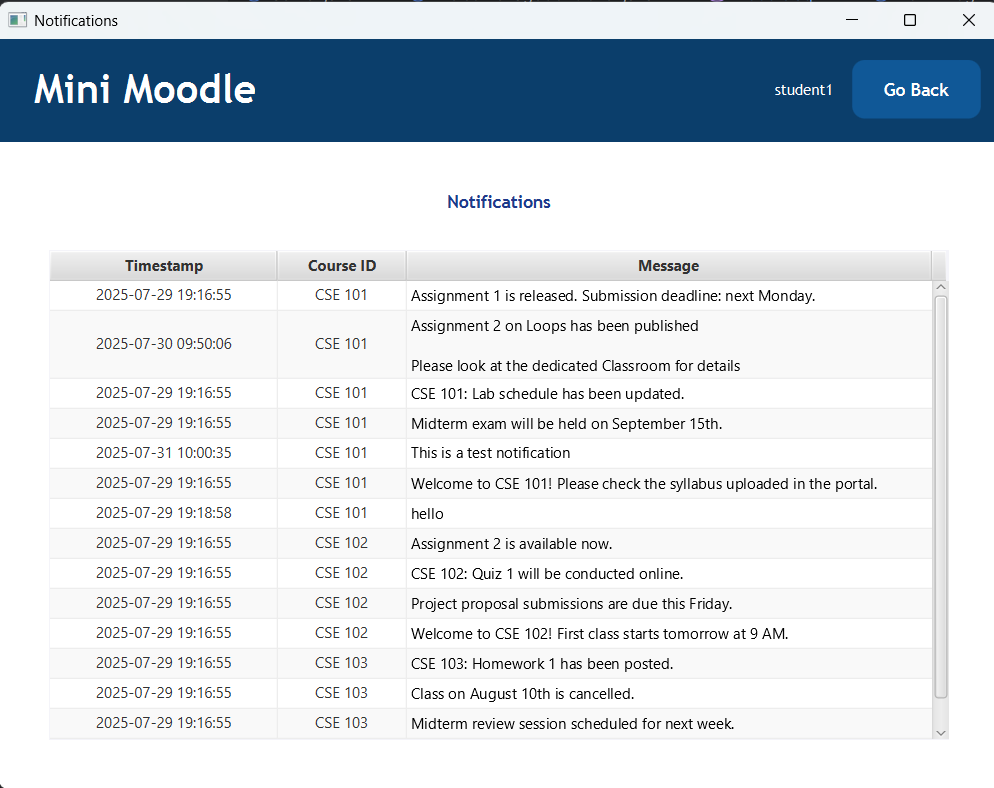 Notifications
Mini Moodle
student1
Go Back
Notifications
Timestamp Course ID Message
2025-07-29 19:16:55 CSE 101 Assignment 1 is released. Submission deadline: next Monday.
2025-07-30 09:50:06 CSE 101 Assignment 2 on Loops has been published
Please look at the dedicated Classroom for details
2025-07-29 19:16:55 CSE 101 CSE 101: Lab schedule has been updated.
2025-07-29 19:16:55 CSE 101 Midterm exam will be held on September 15th.
2025-07-31 10:00:35 CSE 101 This is a test notification
2025-07-29 19:16:55 CSE 101 Welcome to CSE 101! Please check the syllabus uploaded in the portal.
2025-07-29 19:18:58 CSE 101 hello
2025-07-29 19:16:55 CSE 102 Assignment 2 is available now.
2025-07-29 19:16:55 CSE 102 CSE 102: Quiz 1 will be conducted online.
2025-07-29 19:16:55 CSE 102 Project proposal submissions are due this Friday.
2025-07-29 19:16:55 CSE 102 Welcome to CSE 102! First class starts tomorrow at 9 AM.
2025-07-29 19:16:55 CSE 103 CSE 103: Homework 1 has been posted.
2025-07-29 19:16:55 CSE 103 Class on August 10th is cancelled.
2025-07-29 19:16:55 CSE 103 Midterm review session scheduled for next week.